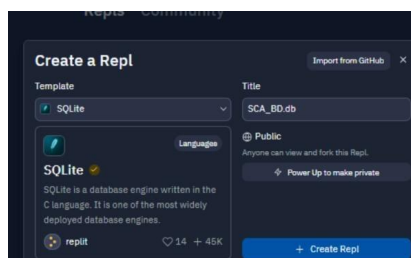 Repls Community
Create a Repl
Import from GitHub ×
Template
Title
SQLite
SCA_BD.db
Languages
SQLite
SQLite is a database engine written in the
C language. It is one of the most widely
deployed database engines.
replit
14 + 45K
Public
Anyone can view and fork this Repl.
Power Up to make private
+ Create Repl